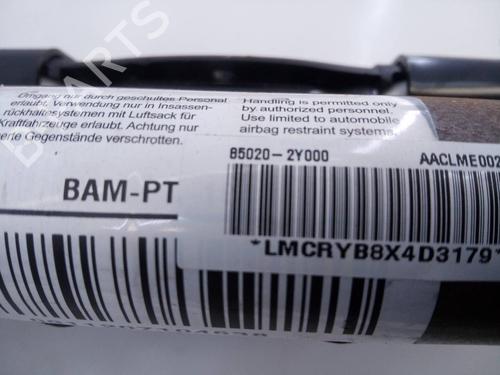 Umgang nur durch geschultes Personal
erlaubt. Verwendung nur in Insassen-
rückhaltesystemen mit Luftsack für
Kraftfahrzeuge erlaubt. Achtung nur
Gegenstände verschrotten.
Handling is permitted only
by authorized personnel.
Use limited to automobile
airbag restraint systems.
85020-2Y000 AACLME002
BAM-PT
*LMCRYB8X4D3179*